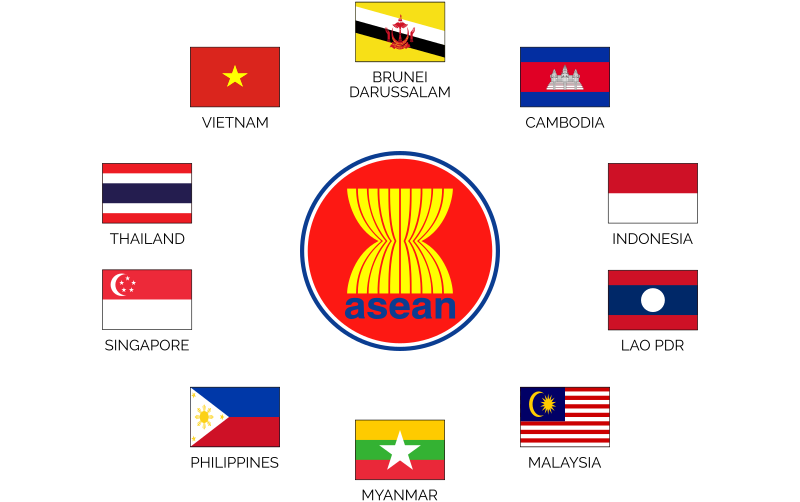 BRUNEI
DARUSSALAM
VIETNAM
CAMBODIA
THAILAND
INDONESIA
asean
SINGAPORE
LAO PDR
PHILIPPINES
MALAYSIA
MYANMAR